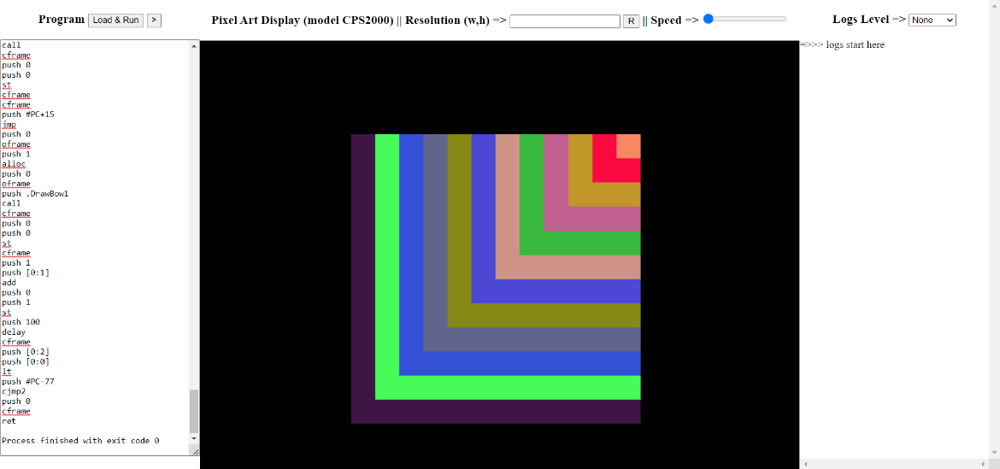 Program Load & Run > Pixel Art Display (model CPS2000) || Resolution (w,h) => R || Speed => Logs Level => None
call
cframe
push 0
push 0
st
cframe
cframe
push #PC+15
jmp
push 0
oframe
push 1
alloc
push 0
oframe
push .DrawBow1
call
cframe
push 0
push 0
st
cframe
push 1
push [0:1]
add
push 0
push 1
st
push 100
delay
cframe
push [0:2]
push [0:0]
lt
push #PC-77
cjmp2
push 0
cframe
ret
Process finished with exit code 0
=>>> logs start here